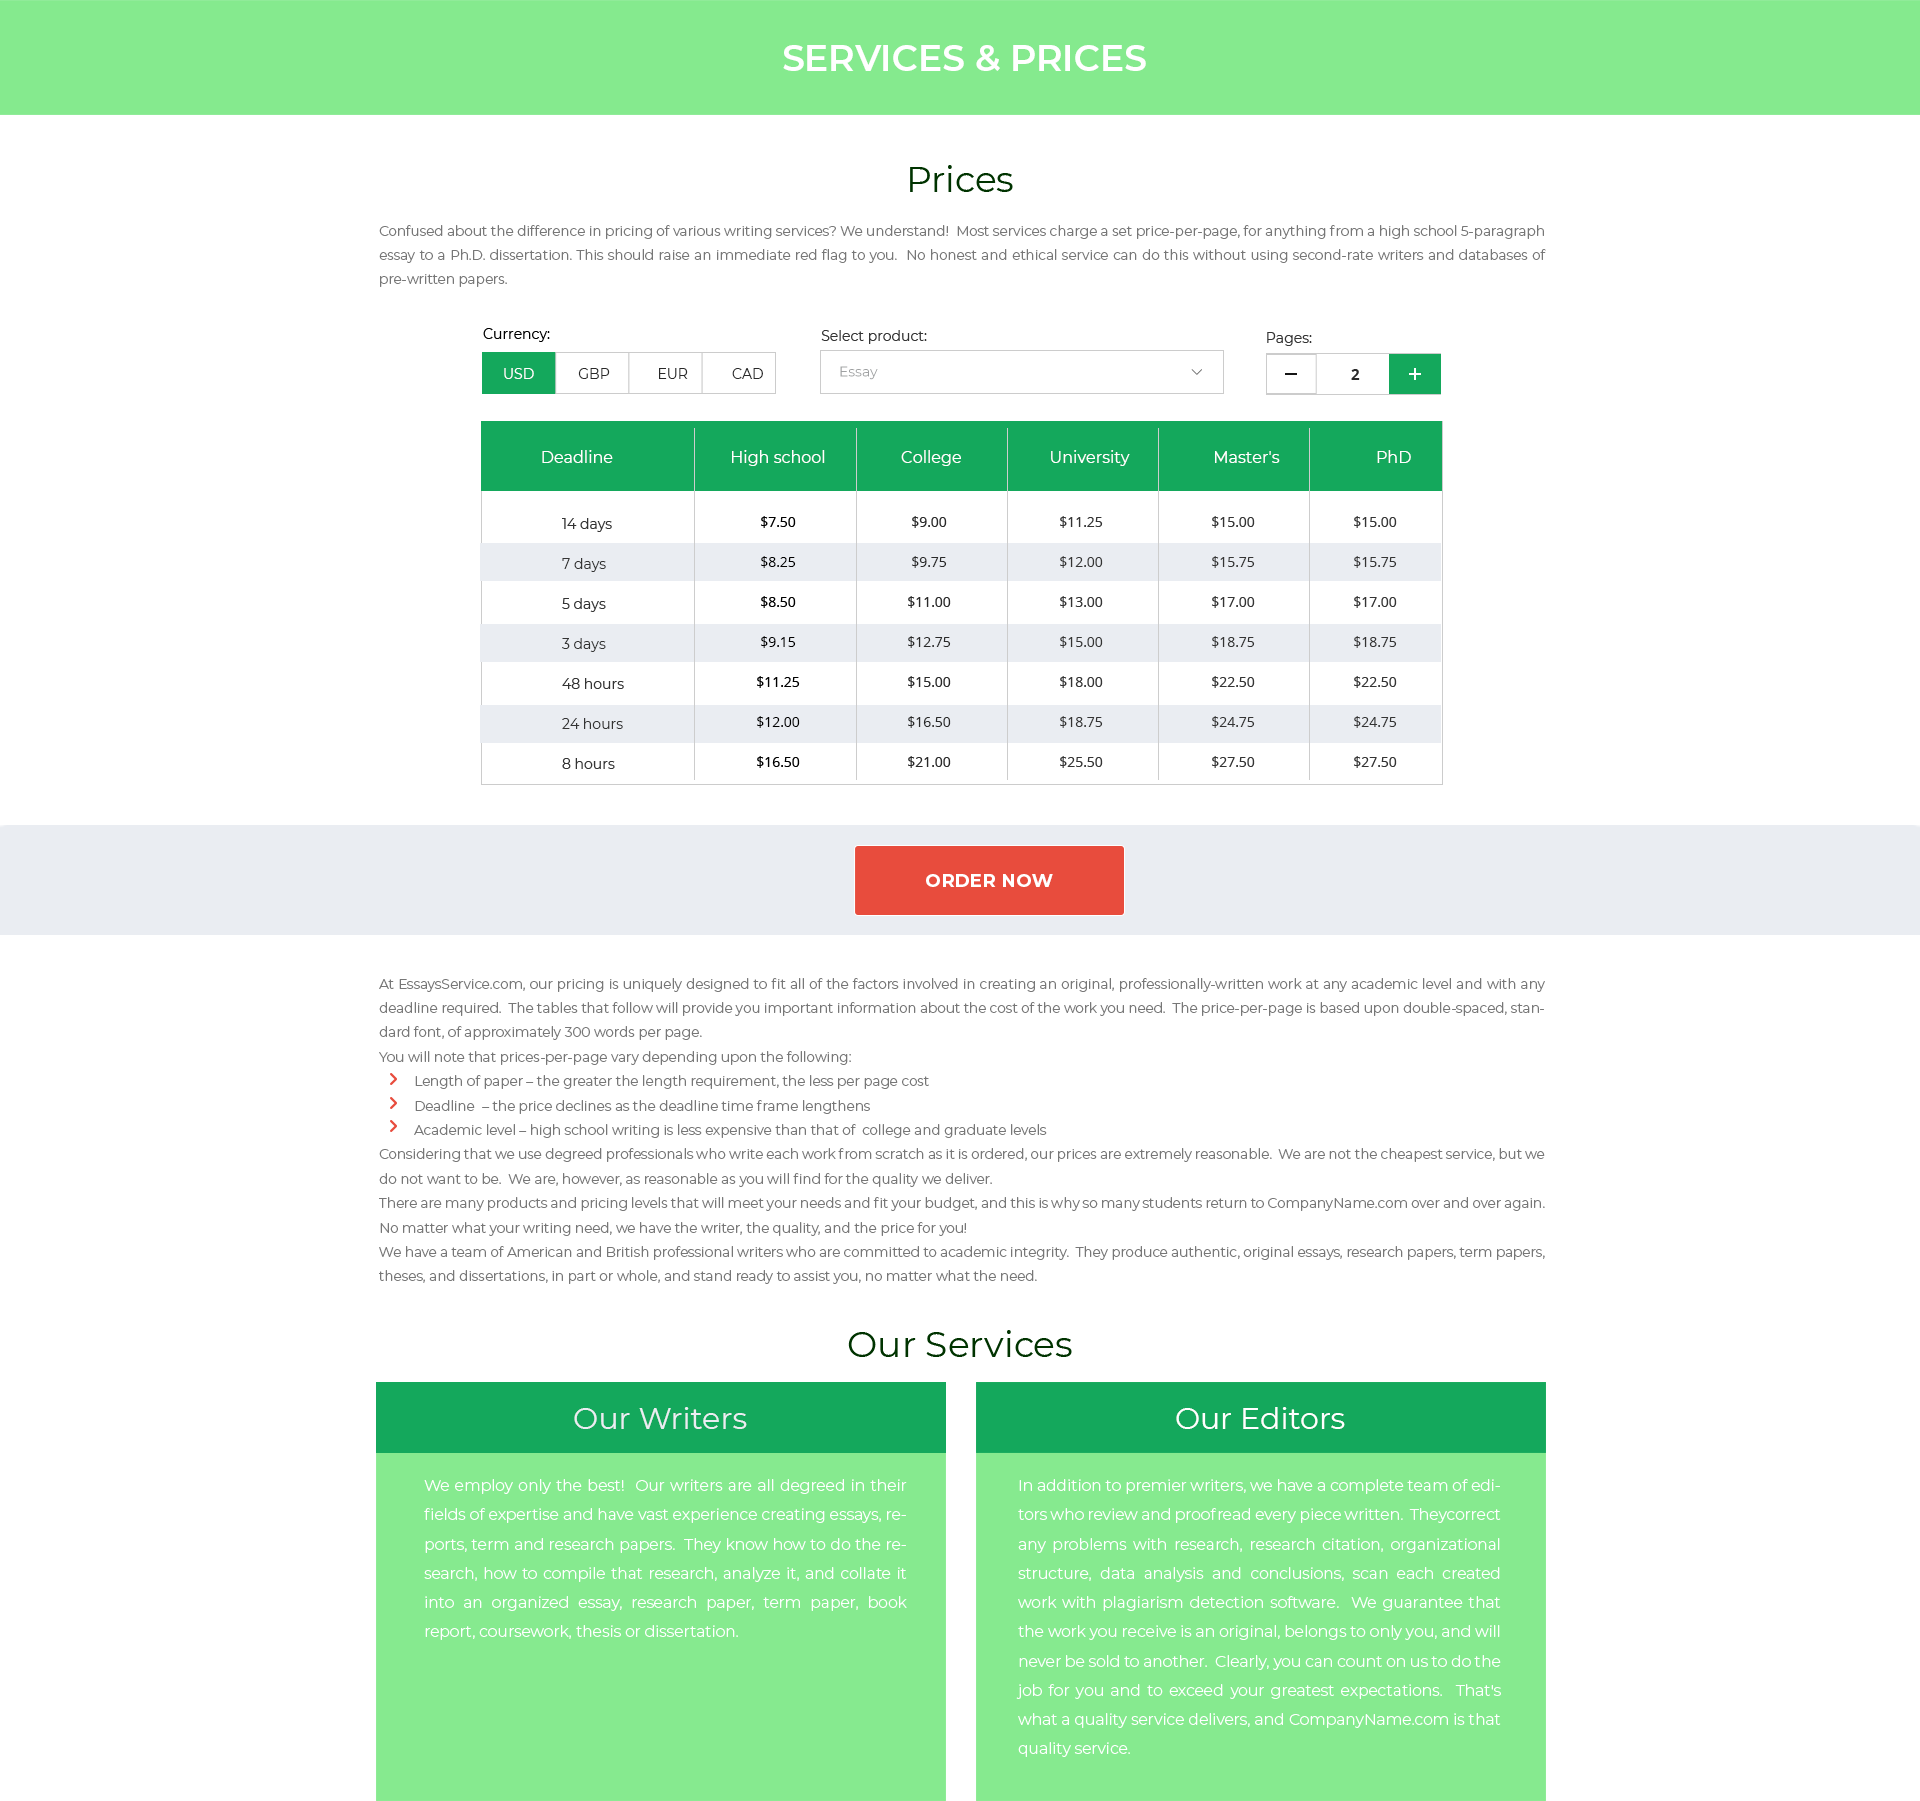 SERVICES & PRICES
Prices
Confused about the difference in pricing of various writing services? We understand! Most services charge a set price-per-page, for anything from a high school 5-paragraph
essay to a Ph.D. dissertation. This should raise an immediate red flag to you. No honest and ethical service can do this without using second-rate writers and databases of
pre-written papers.
Currency: Select product: Pages:
USD GBP EUR CAD Essay − 2 +
Deadline High school College University Master's PhD
14 days $7.50 $9.00 $11.25 $15.00 $15.00
7 days $8.25 $9.75 $12.00 $15.75 $15.75
5 days $8.50 $11.00 $13.00 $17.00 $17.00
3 days $9.15 $12.75 $15.00 $18.75 $18.75
48 hours $11.25 $15.00 $18.00 $22.50 $22.50
24 hours $12.00 $16.50 $18.75 $24.75 $24.75
8 hours $16.50 $21.00 $25.50 $27.50 $27.50
ORDER NOW
At EssaysService.com, our pricing is uniquely designed to fit all of the factors involved in creating an original, professionally-written work at any academic level and with any
deadline required. The tables that follow will provide you important information about the cost of the work you need. The price-per-page is based upon double-spaced, stan-
dard font, of approximately 300 words per page.
You will note that prices-per-page vary depending upon the following:
Length of paper – the greater the length requirement, the less per page cost
Deadline – the price declines as the deadline time frame lengthens
Academic level – high school writing is less expensive than that of college and graduate levels
Considering that we use degreed professionals who write each work from scratch as it is ordered, our prices are extremely reasonable. We are not the cheapest service, but we
do not want to be. We are, however, as reasonable as you will find for the quality we deliver.
There are many products and pricing levels that will meet your needs and fit your budget, and this is why so many students return to CompanyName.com over and over again.
No matter what your writing need, we have the writer, the quality, and the price for you!
We have a team of American and British professional writers who are committed to academic integrity. They produce authentic, original essays, research papers, term papers,
theses, and dissertations, in part or whole, and stand ready to assist you, no matter what the need.
Our Services
Our Writers
We employ only the best! Our writers are all degreed in their
fields of expertise and have vast experience creating essays, re-
ports, term and research papers. They know how to do the re-
search, how to compile that research, analyze it, and collate it
into an organized essay, research paper, term paper, book
report, coursework, thesis or dissertation.
Our Editors
In addition to premier writers, we have a complete team of edi-
tors who review and proofread every piece written. Theycorrect
any problems with research, research citation, organizational
structure, data analysis and conclusions, scan each created
work with plagiarism detection software. We guarantee that
the work you receive is an original, belongs to only you, and will
never be sold to another. Clearly, you can count on us to do the
job for you and to exceed your greatest expectations. That's
what a quality service delivers, and CompanyName.com is that
quality service.